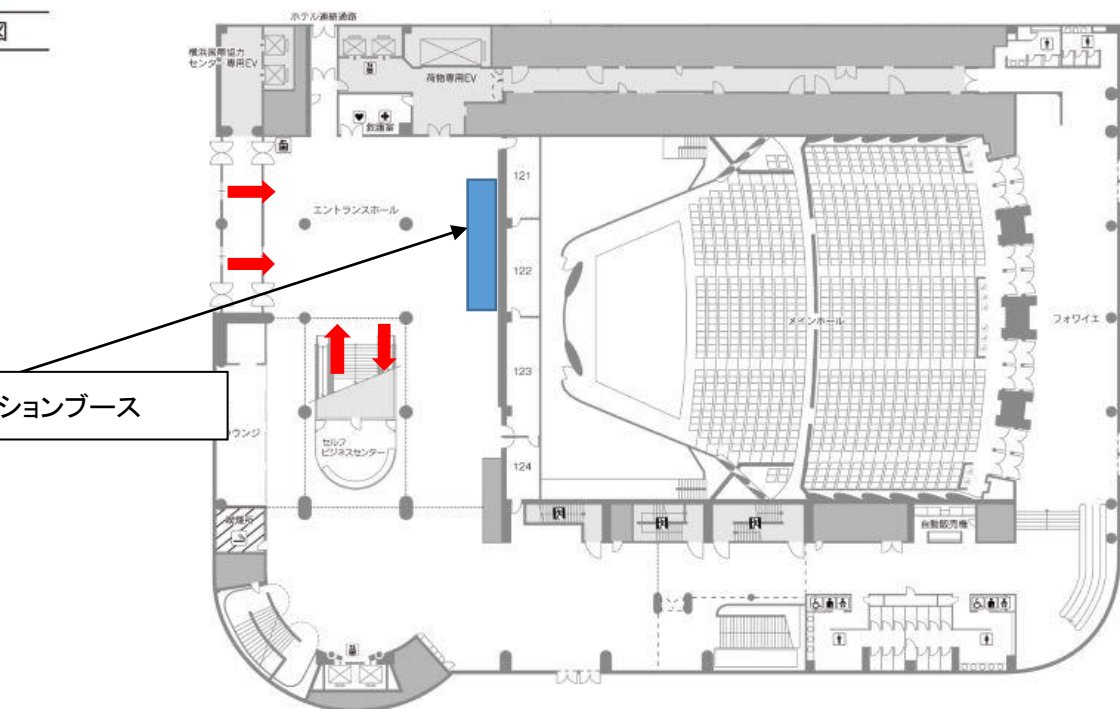 図
ホテル連絡通路
横浜国際協力
センター専用EV
荷物専用EV
救護室
121
エントランスホール
122
メインホール
フォワイエ
123
ションブース
ウンジ
セルフ
ビジネスセンター
124
喫煙所
自動販売機